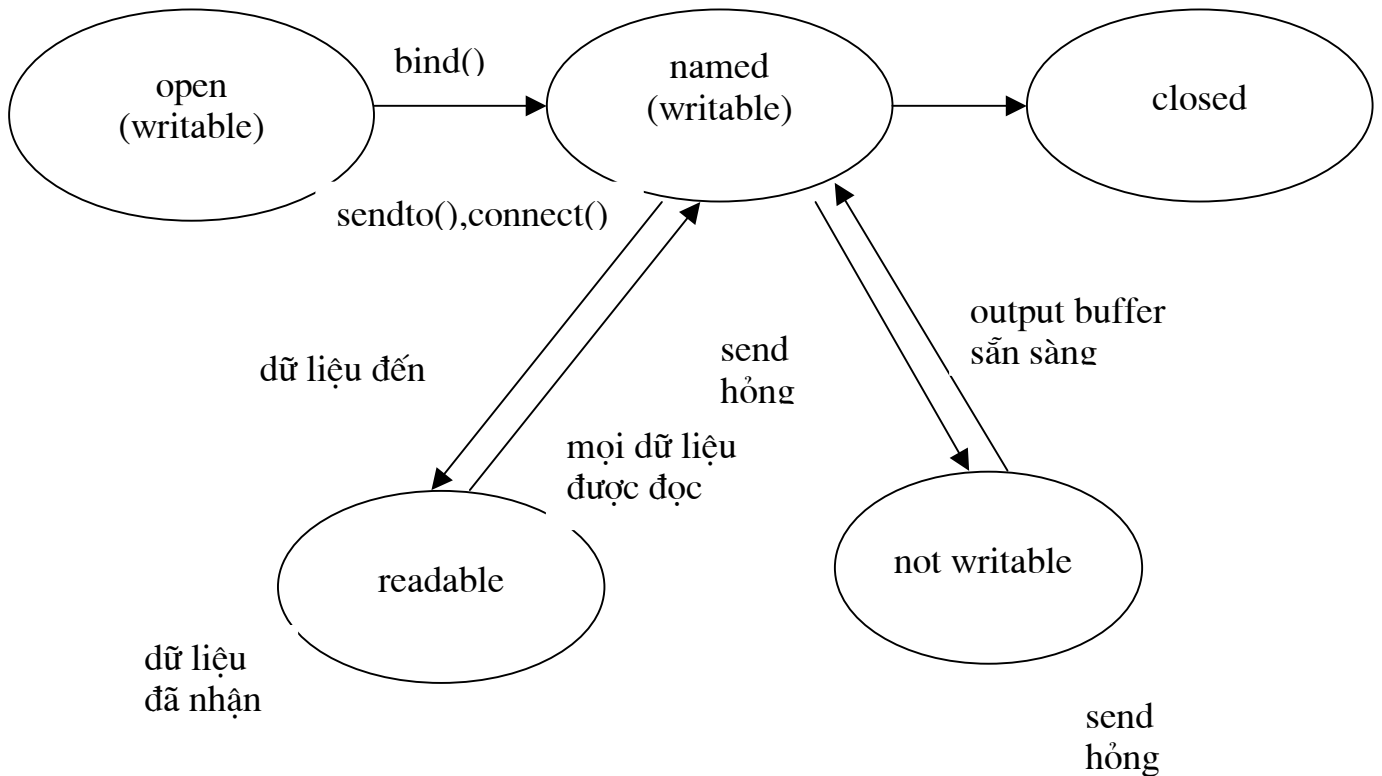 open
(writable)
bind()
named
(writable)
closed
sendto(),connect()
dữ liệu đến
send
hỏng
output buffer
sẵn sàng
mọi dữ liệu
được đọc
readable
not writable
dữ liệu
đã nhận
send
hỏng